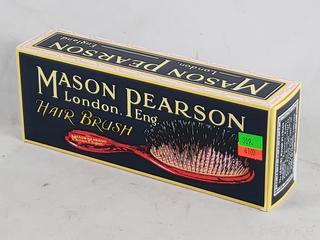 MASON PEARSON
London,
England
MASON PEARSON
London, Eng.
HAIR BRUSH